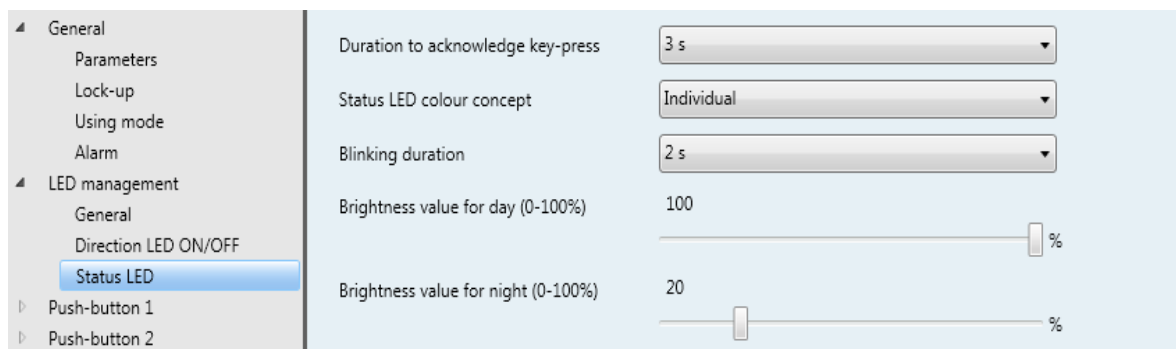 General
Parameters
Lock-up
Using mode
Alarm
LED management
General
Direction LED ON/OFF
Status LED
Push-button 1
Push-button 2
Duration to acknowledge key-press
3 s
Status LED colour concept
Individual
Blinking duration
2 s
Brightness value for day (0-100%)
100
%
Brightness value for night (0-100%)
20
%